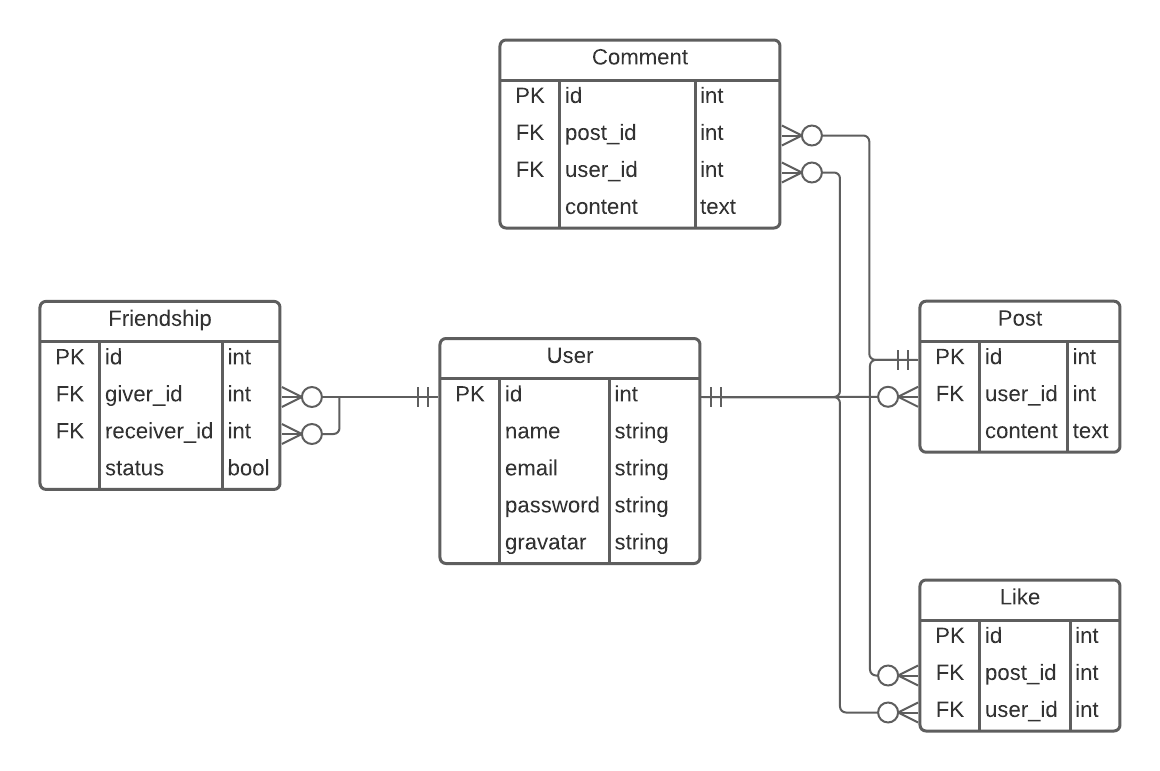 Comment
PK id int
FK post_id int
FK user_id int
content text
Friendship
PK id int
FK giver_id int
FK receiver_id int
status bool
User
PK id int
name string
email string
password string
gravatar string
Post
PK id int
FK user_id int
content text
Like
PK id int
FK post_id int
FK user_id int